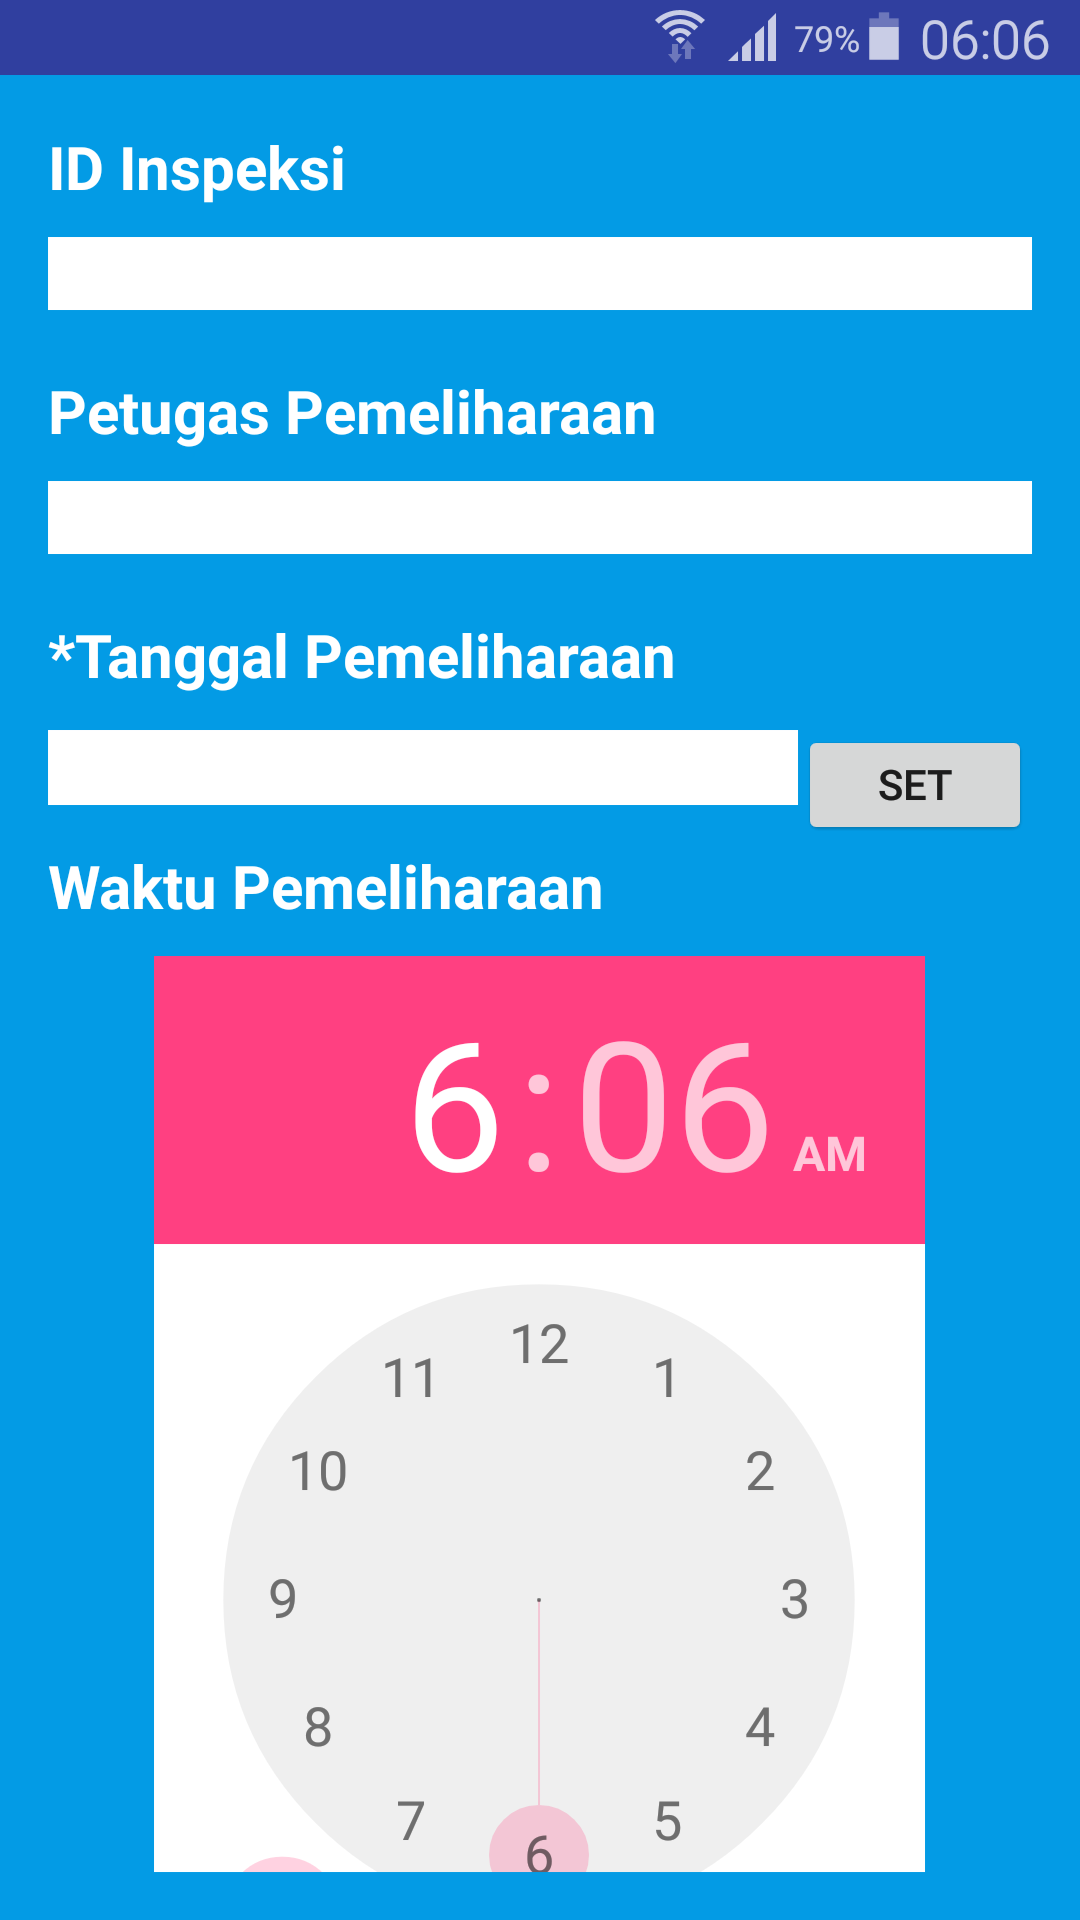 79% 06:06
ID Inspeksi
Petugas Pemeliharaan
*Tanggal Pemeliharaan
SET
Waktu Pemeliharaan
6:06 AM
12
11 1
10 2
9 3
8 4
7 5
6